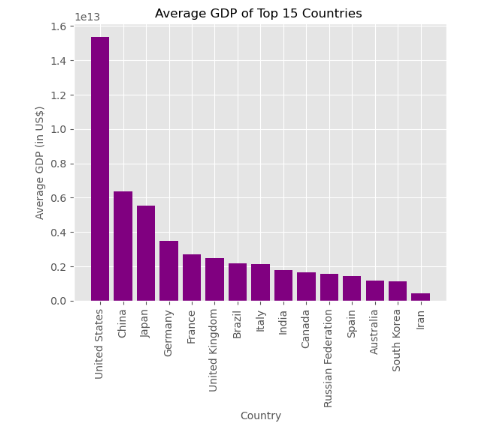 Average GDP of Top 15 Countries
1e13
1.6
1.4
1.2
1.0
0.8
0.6
0.4
0.2
0.0
Average GDP (in US$)
United States
China
Japan
Germany
France
United Kingdom
Brazil
Italy
India
Canada
Russian Federation
Spain
Australia
South Korea
Iran
Country